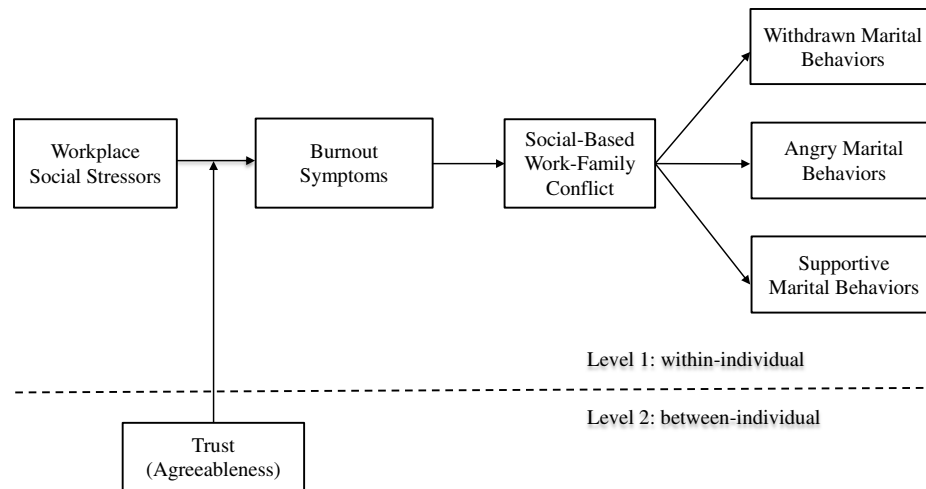 Withdrawn Marital
Behaviors
Workplace
Social Stressors
Burnout
Symptoms
Social-Based
Work-Family
Conflict
Angry Marital
Behaviors
Supportive
Marital Behaviors
Level 1: within-individual
Level 2: between-individual
Trust
(Agreeableness)